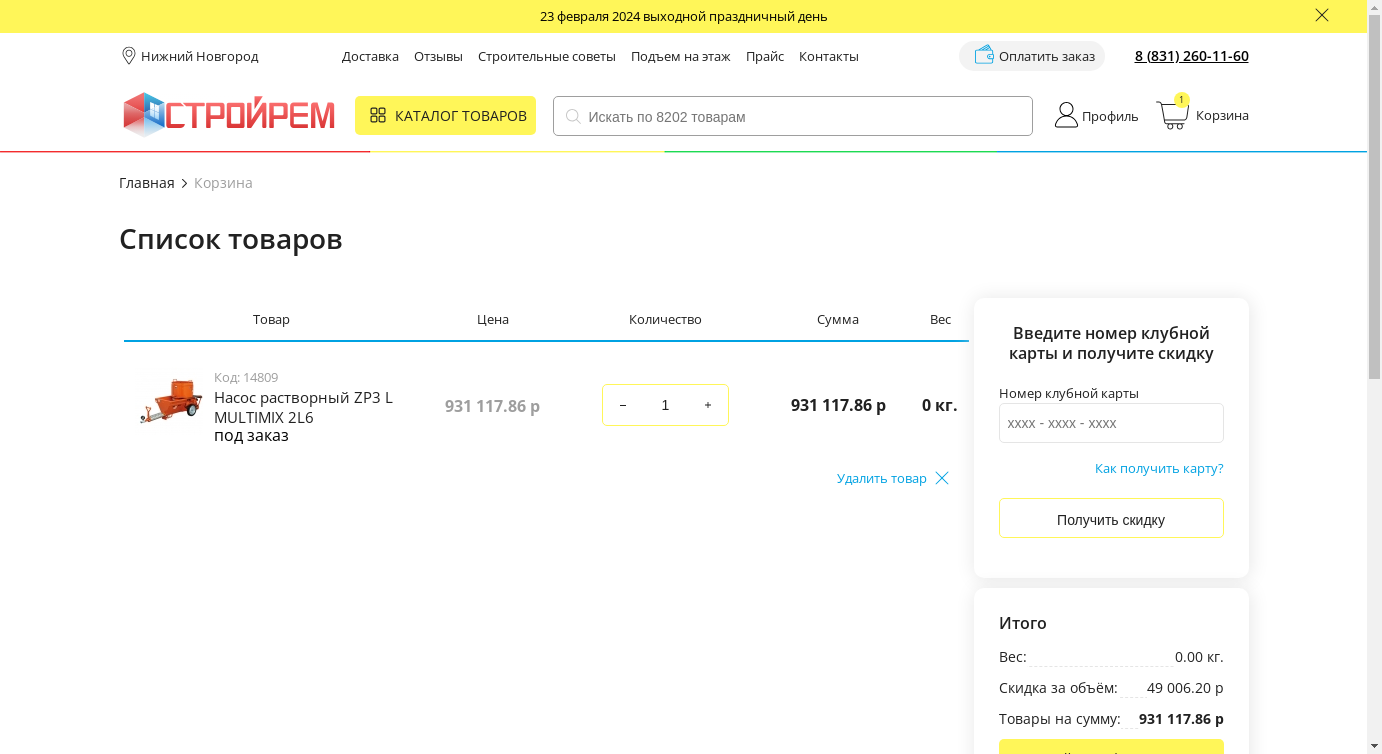 23 февраля 2024 выходной праздничный день
Нижний Новгород
Доставка Отзывы Строительные советы Подъем на этаж Прайс Контакты
Оплатить заказ
8 (831) 260-11-60
СТРОЙРЕМ
КАТАЛОГ ТОВАРОВ
Искать по 8202 товарам
Профиль
1
Корзина
Главная
Корзина
Список товаров
Товар Цена Количество Сумма Вес
Код: 14809
Насос растворный ZP3 L
MULTIMIX 2L6
под заказ
931 117.86 р
− 1 +
931 117.86 р
0 кг.
Удалить товар
Введите номер клубной
карты и получите скидку
Номер клубной карты
xxxx - xxxx - xxxx
Как получить карту?
Получить скидку
Итого
Вес: 0.00 кг.
Скидка за объём: 49 006.20 р
Товары на сумму: 931 117.86 р